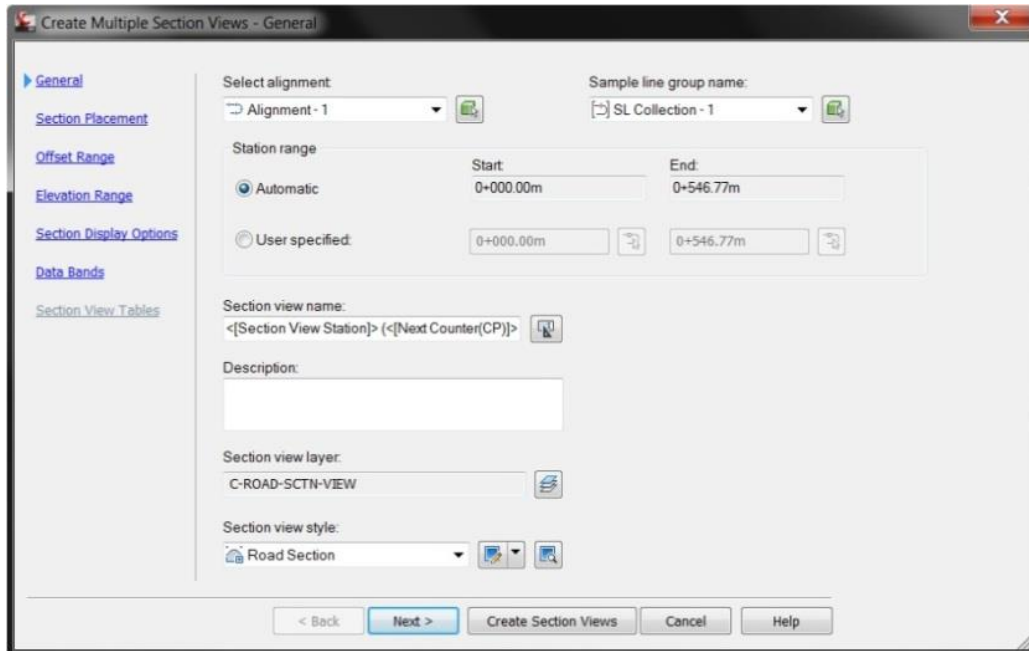 Create Multiple Section Views - General
General
Section Placement
Offset Range
Elevation Range
Section Display Options
Data Bands
Section View Tables
Select alignment:
Sample line group name:
Alignment - 1
SL Collection - 1
Station range
Start:
End:
Automatic
0+000.00m
0+546.77m
User specified:
0+000.00m
0+546.77m
Section view name:
<[Section View Station]> (<[Next Counter(CP)]>
Description:
Section view layer:
C-ROAD-SCTN-VIEW
Section view style:
Road Section
< Back
Next >
Create Section Views
Cancel
Help